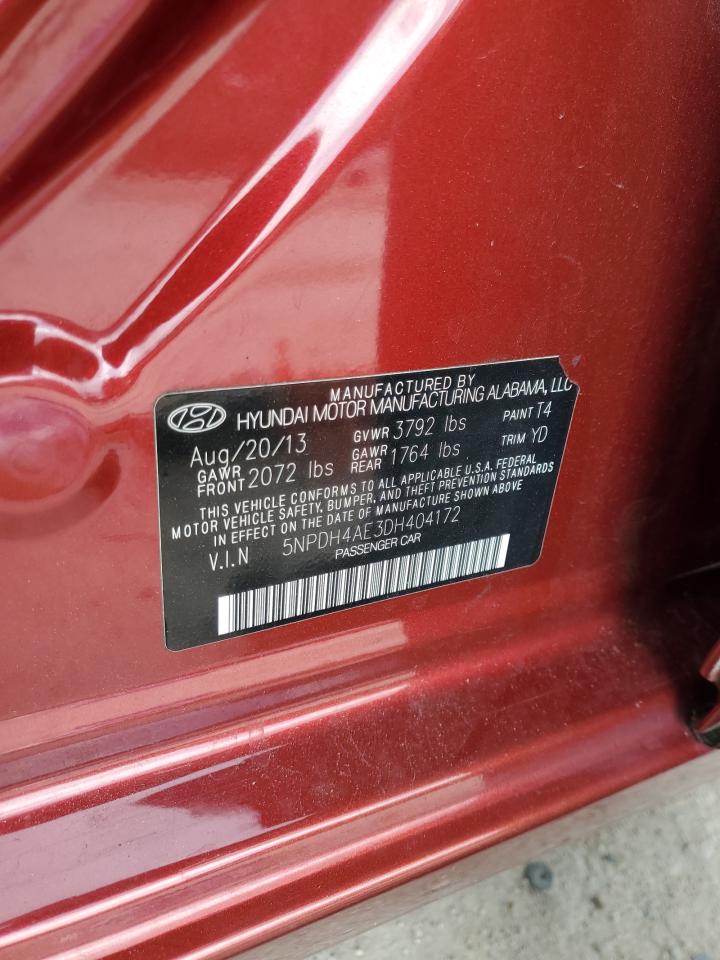 MANUFACTURED BY
HYUNDAI MOTOR MANUFACTURING ALABAMA, LLC
Aug/20/13 GVWR 3792 lbs PAINT T4
GAWR FRONT 2072 lbs GAWR REAR 1764 lbs TRIM YD
THIS VEHICLE CONFORMS TO ALL APPLICABLE U.S.A. FEDERAL
MOTOR VEHICLE SAFETY, BUMPER, AND THEFT PREVENTION STANDARDS
IN EFFECT ON THE DATE OF MANUFACTURE SHOWN ABOVE
V.I.N 5NPDH4AE3DH404172
PASSENGER CAR